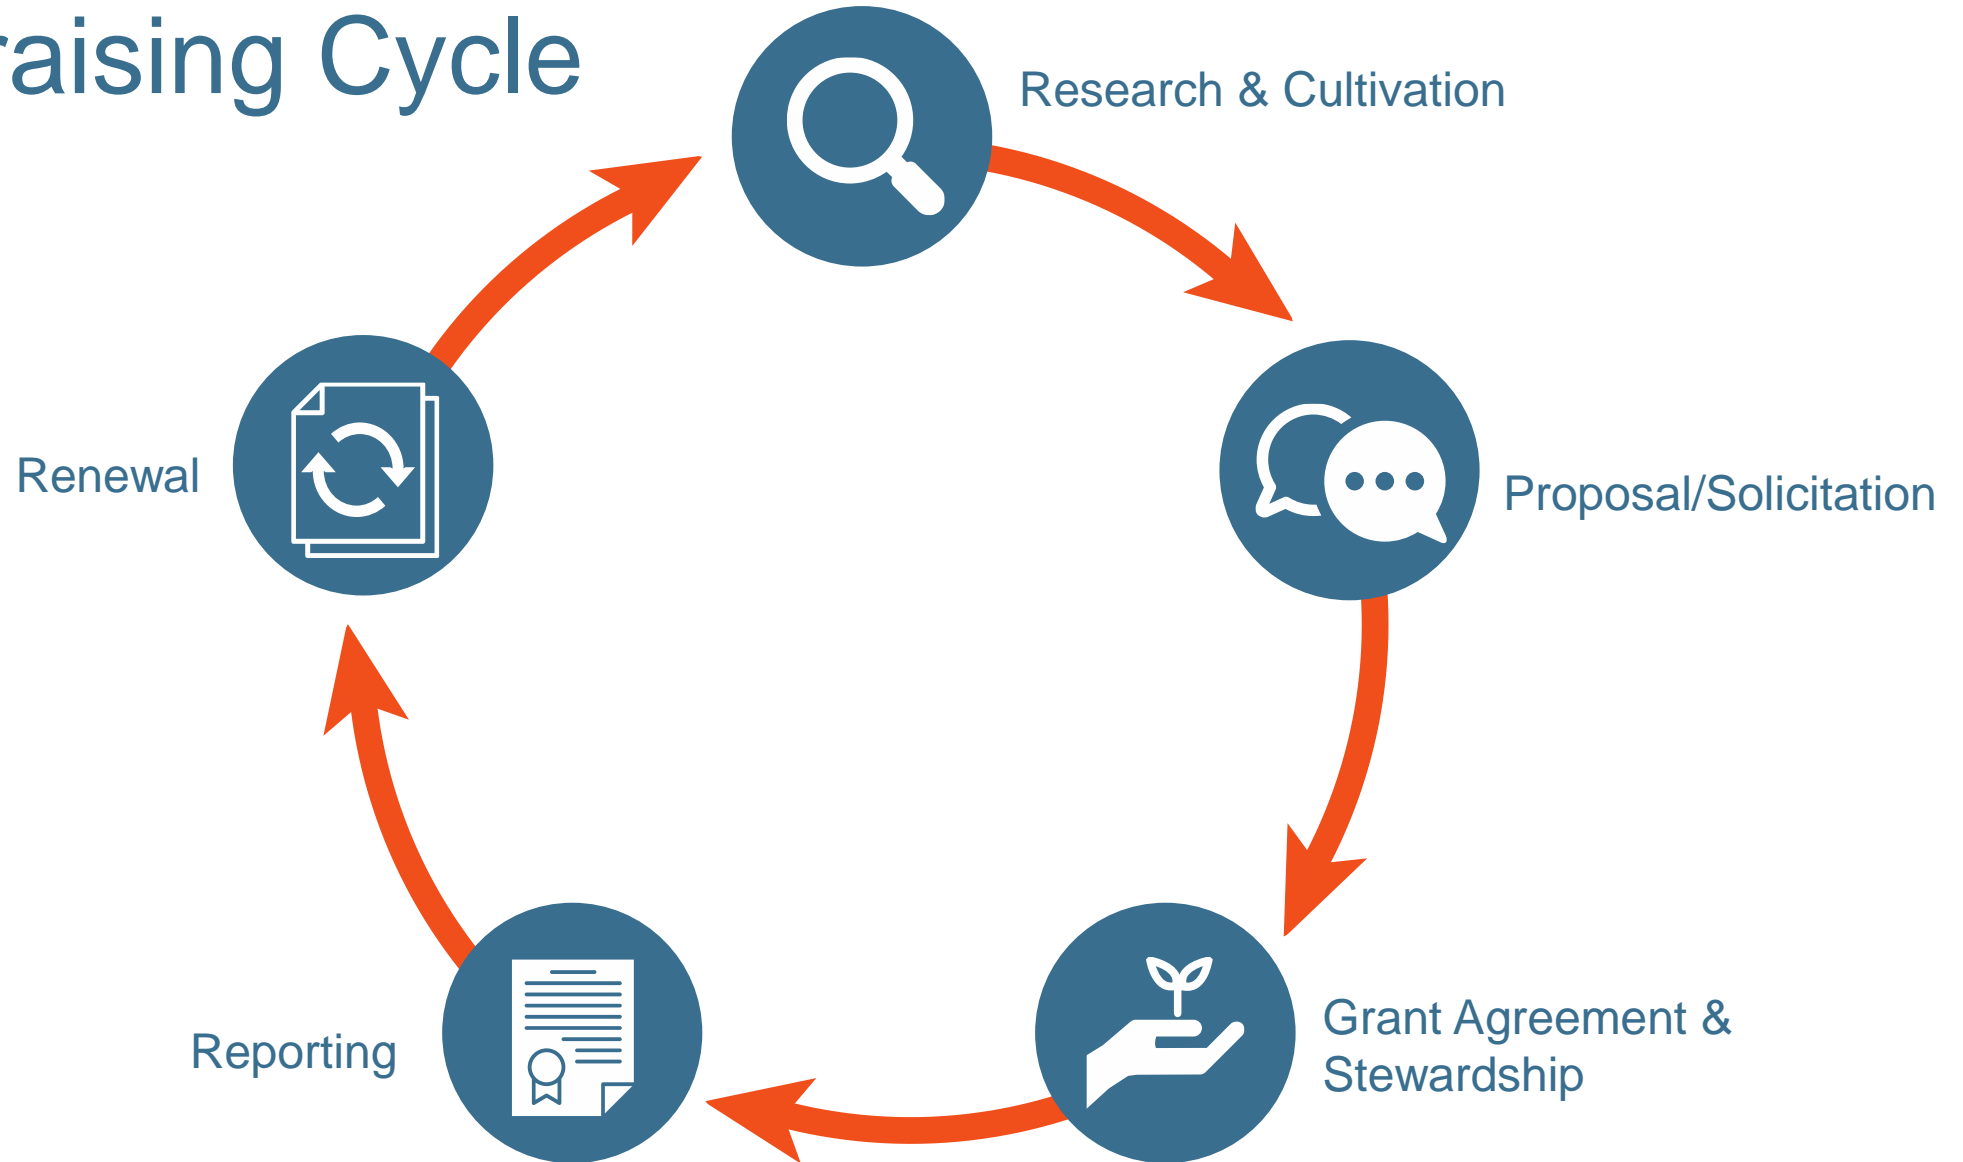 raising Cycle
Research & Cultivation
Proposal/Solicitation
Grant Agreement &
Stewardship
Reporting
Renewal